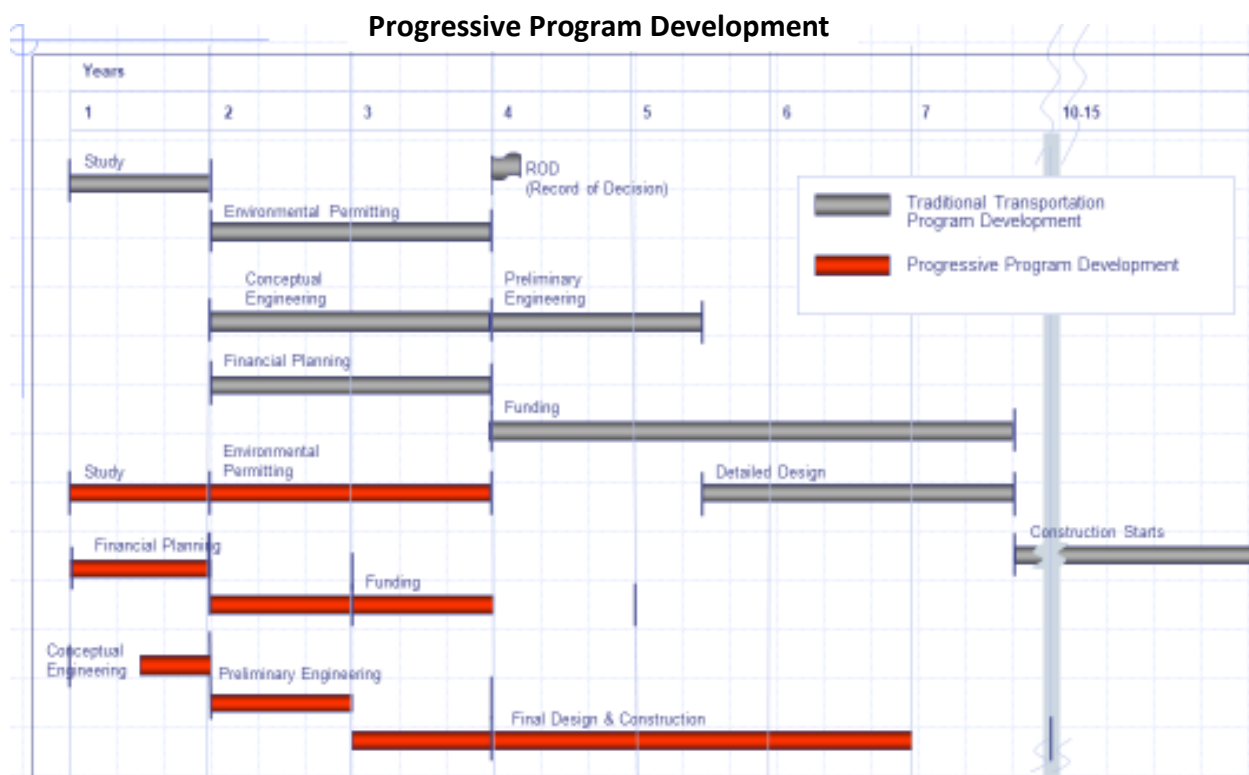 Progressive Program Development
Years
1 2 3 4 5 6 7 10-15
Study
ROD
(Record of Decision)
Environmental Permitting
Traditional Transportation
Program Development
Progressive Program Development
Conceptual
Engineering
Preliminary
Engineering
Financial Planning
Funding
Study
Environmental
Permitting
Detailed Design
Financial Planning
Construction Starts
Funding
Conceptual
Engineering
Preliminary Engineering
Final Design & Construction